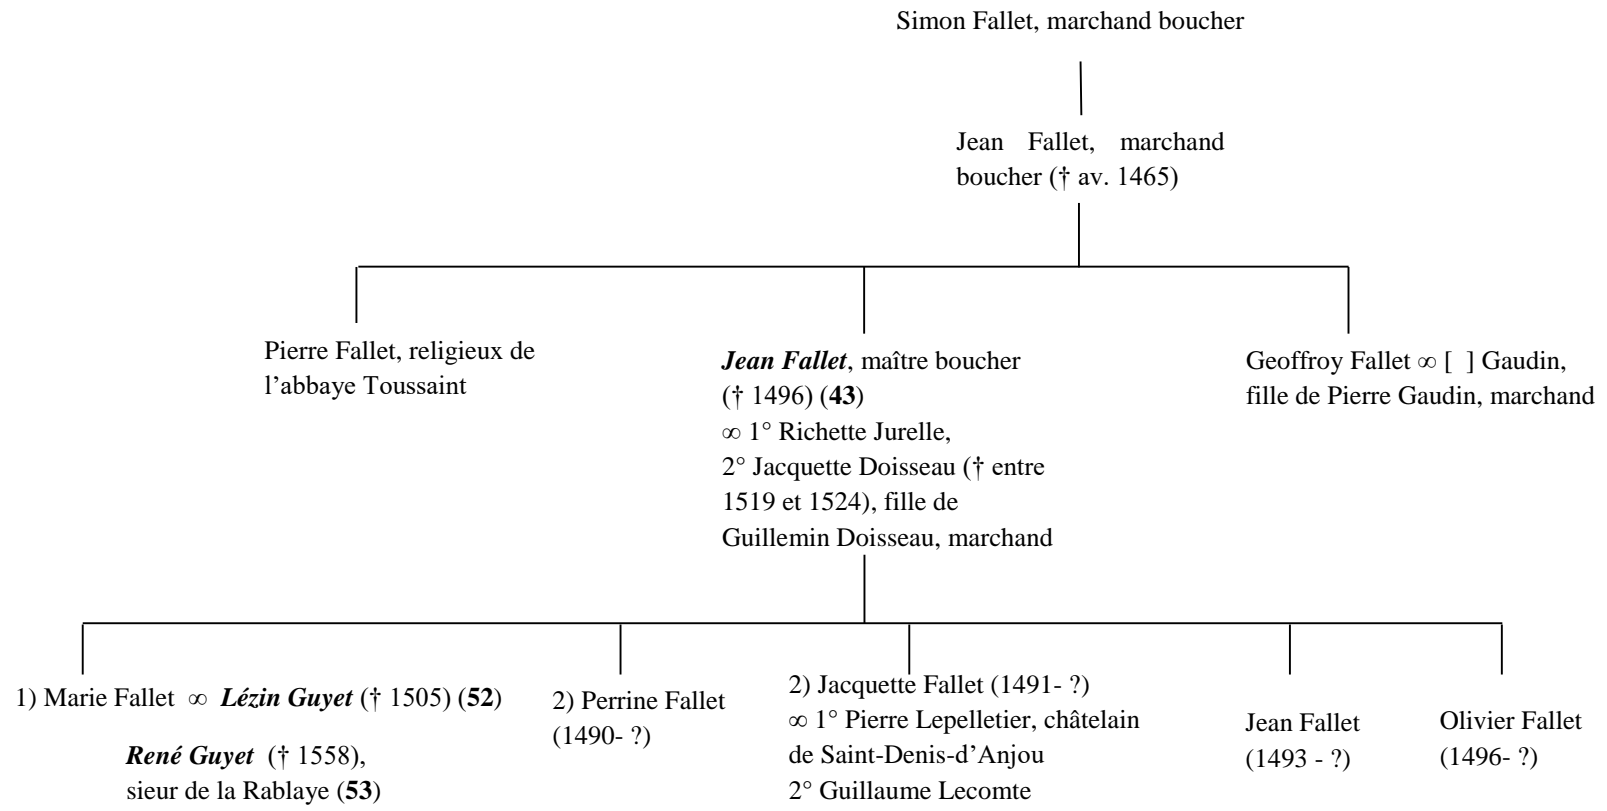 Simon Fallet, marchand boucher
Jean Fallet, marchand
boucher († av. 1465)
Pierre Fallet, religieux de
l’abbaye Toussaint
Jean Fallet, maître boucher
(† 1496) (43)
∞ 1° Richette Jurelle,
2° Jacquette Doisseau († entre
1519 et 1524), fille de
Guillemin Doisseau, marchand
Geoffroy Fallet ∞ [ ] Gaudin,
fille de Pierre Gaudin, marchand
1) Marie Fallet ∞ Lézin Guyet († 1505) (52)
René Guyet († 1558),
sieur de la Rablaye (53)
2) Perrine Fallet
(1490- ?)
2) Jacquette Fallet (1491- ?)
∞ 1° Pierre Lepelletier, châtelain
de Saint-Denis-d’Anjou
2° Guillaume Lecomte
Jean Fallet
(1493 - ?)
Olivier Fallet
(1496- ?)